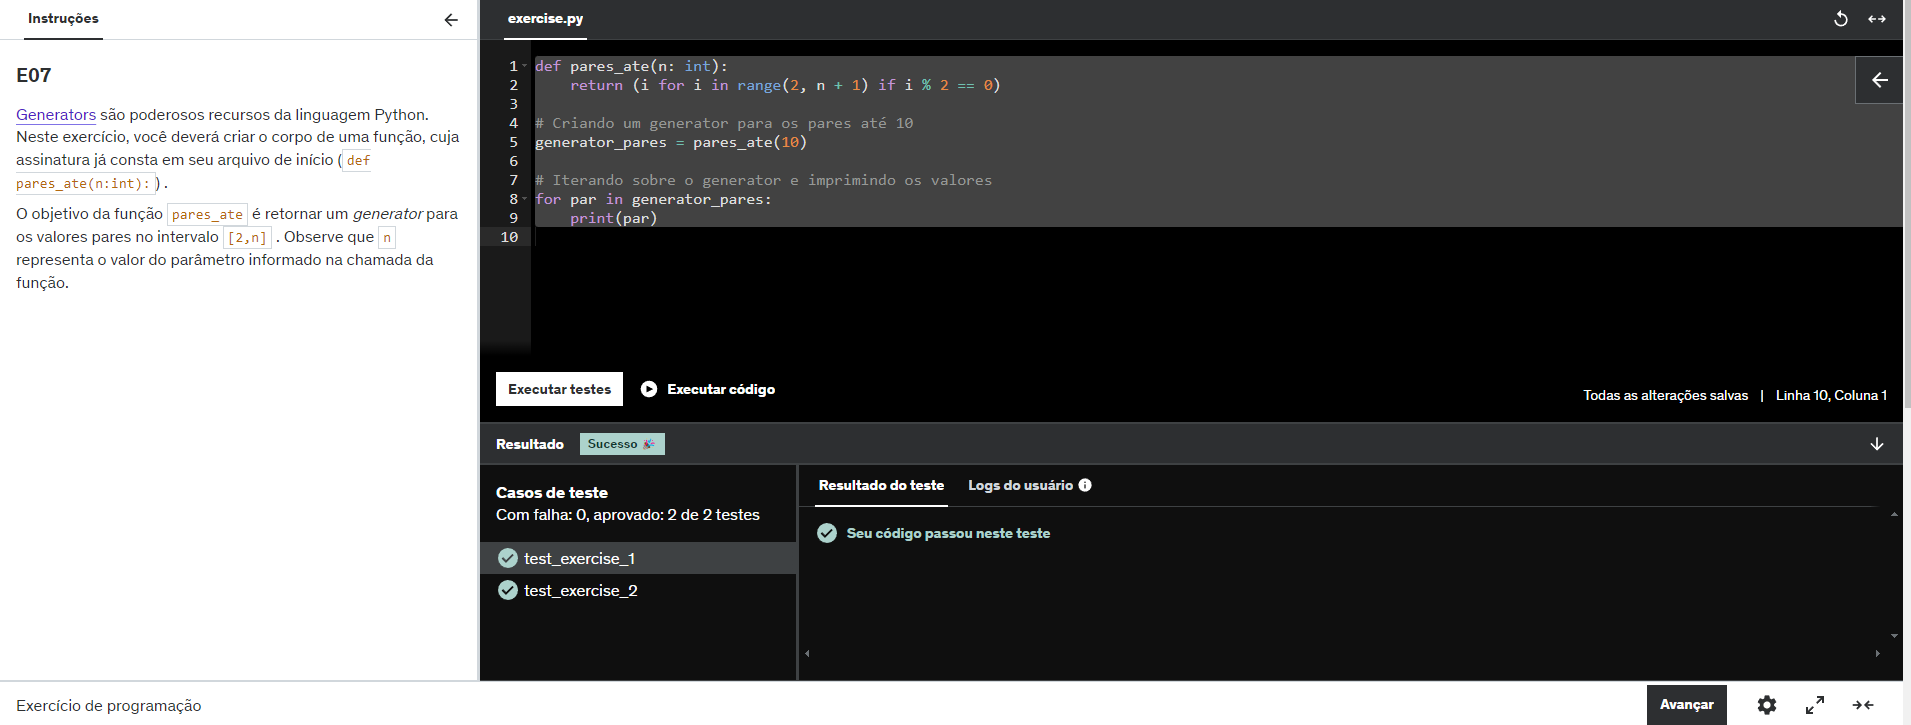 Instruções
E07
Generators são poderosos recursos da linguagem Python.
Neste exercício, você deverá criar o corpo de uma função, cuja
assinatura já consta em seu arquivo de início ( def
pares_ate(n:int): ) .
O objetivo da função pares_ate é retornar um generator para
os valores pares no intervalo [2,n] . Observe que n
representa o valor do parâmetro informado na chamada da
função.
exercise.py
1 def pares_ate(n: int):
2     return (i for i in range(2, n + 1) if i % 2 == 0)
3
4 # Criando um generator para os pares até 10
5 generator_pares = pares_ate(10)
6
7 # Iterando sobre o generator e imprimindo os valores
8 for par in generator_pares:
9     print(par)
10
Executar testes Executar código
Todas as alterações salvas | Linha 10, Coluna 1
Resultado Sucesso 🎉
Casos de teste
Com falha: 0, aprovado: 2 de 2 testes
test_exercise_1
test_exercise_2
Resultado do teste Logs do usuário
Seu código passou neste teste
Exercício de programação
Avançar